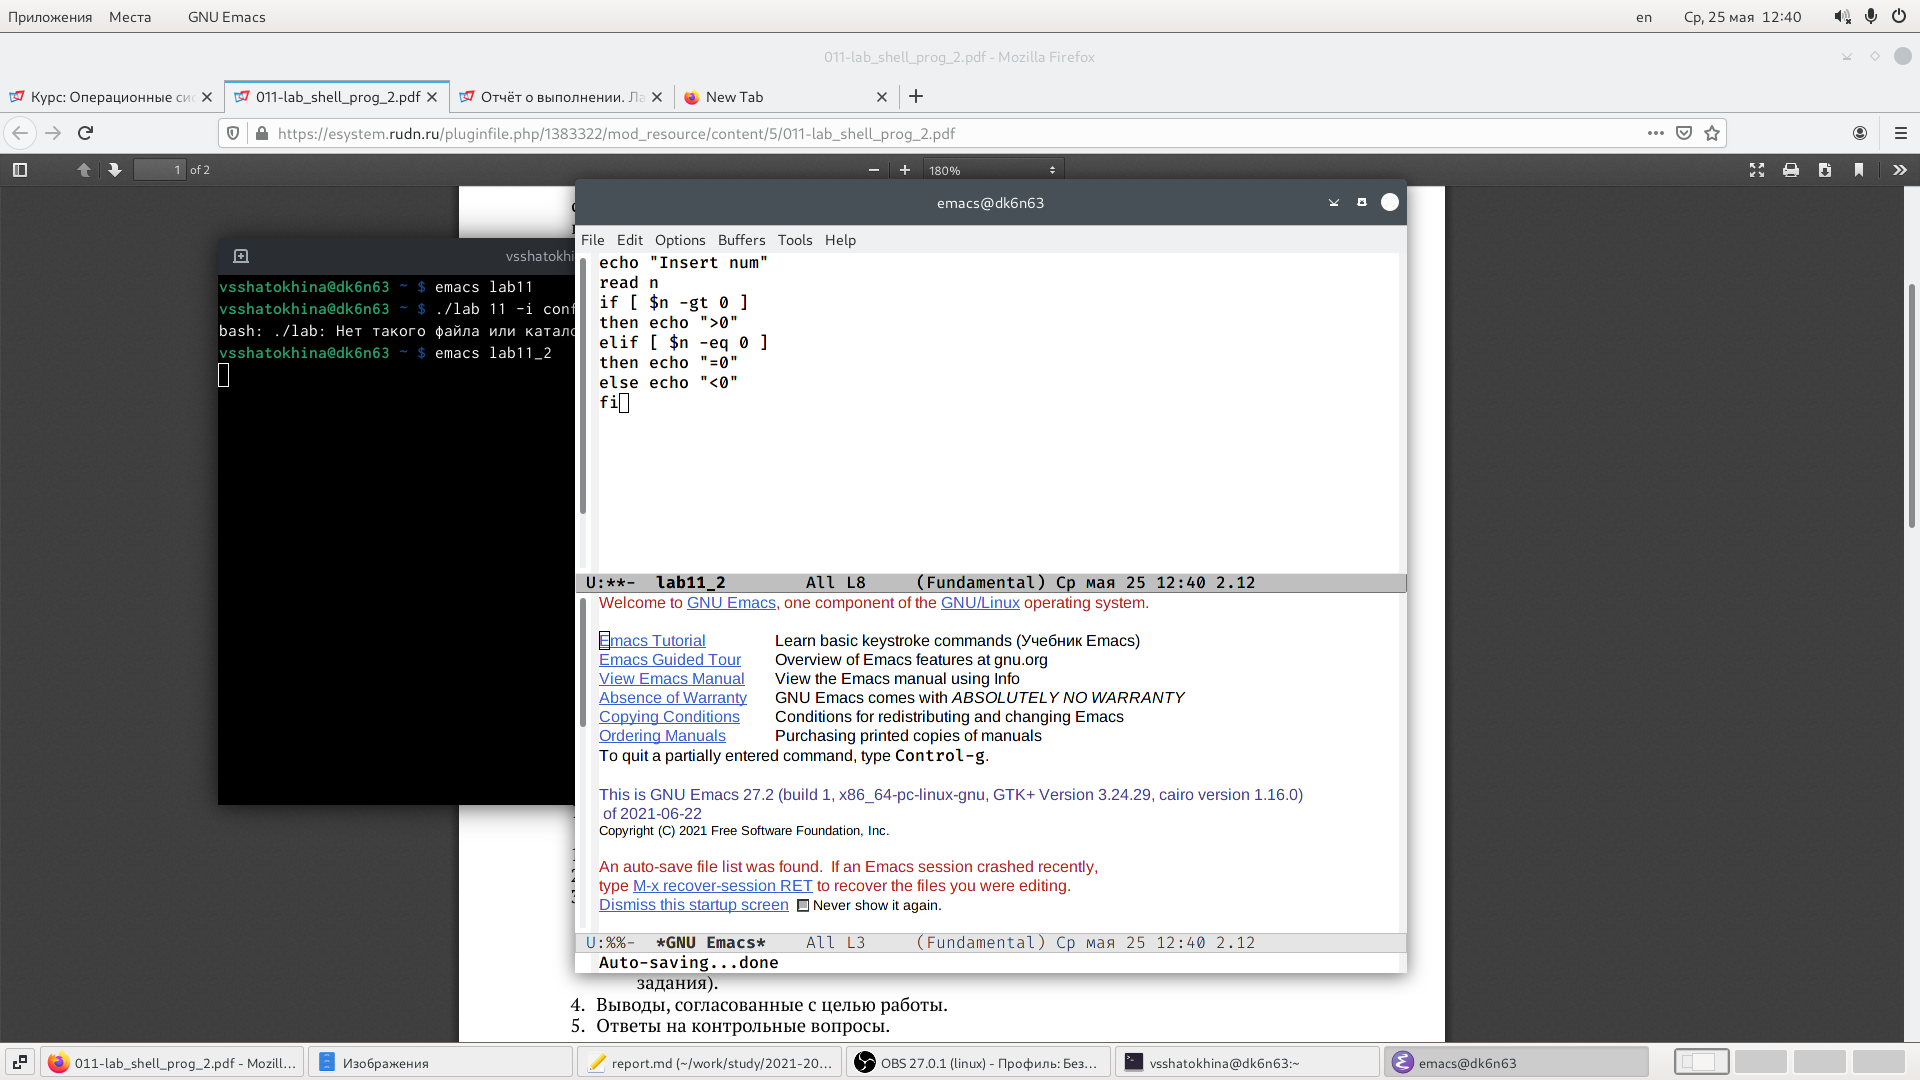 Приложения Места GNU Emacs en Ср, 25 мая 12:40
011-lab_shell_prog_2.pdf - Mozilla Firefox
Курс: Операционные си 011-lab_shell_prog_2.pdf Отчёт о выполнении. Ла New Tab
https://esystem.rudn.ru/pluginfile.php/1383322/mod_resource/content/5/011-lab_shell_prog_2.pdf
1 of 2 180%
emacs@dk6n63
File Edit Options Buffers Tools Help
vsshatokhi
vsshatokhina@dk6n63 ~ $ emacs lab11
vsshatokhina@dk6n63 ~ $ ./lab 11 -i conf
bash: ./lab: Нет такого файла или катало
vsshatokhina@dk6n63 ~ $ emacs lab11_2
echo "Insert num"
read n
if [ $n -gt 0 ]
then echo ">0"
elif [ $n -eq 0 ]
then echo "=0"
else echo "<0"
fi
U:**- lab11_2 All L8 (Fundamental) Ср мая 25 12:40 2.12
Welcome to GNU Emacs, one component of the GNU/Linux operating system.
Emacs Tutorial Learn basic keystroke commands (Учебник Emacs)
Emacs Guided Tour Overview of Emacs features at gnu.org
View Emacs Manual View the Emacs manual using Info
Absence of Warranty GNU Emacs comes with ABSOLUTELY NO WARRANTY
Copying Conditions Conditions for redistributing and changing Emacs
Ordering Manuals Purchasing printed copies of manuals
To quit a partially entered command, type Control-g.
This is GNU Emacs 27.2 (build 1, x86_64-pc-linux-gnu, GTK+ Version 3.24.29, cairo version 1.16.0)
of 2021-06-22
Copyright (C) 2021 Free Software Foundation, Inc.
An auto-save file list was found. If an Emacs session crashed recently,
type M-x recover-session RET to recover the files you were editing.
Dismiss this startup screen Never show it again.
U:%%- *GNU Emacs* All L3 (Fundamental) Ср мая 25 12:40 2.12
Auto-saving...done
задания).
4. Выводы, согласованные с целью работы.
5. Ответы на контрольные вопросы.
011-lab_shell_prog_2.pdf - Mozill... Изображения report.md (~/work/study/2021-20... OBS 27.0.1 (linux) - Профиль: Без... vsshatokhina@dk6n63:~ emacs@dk6n63